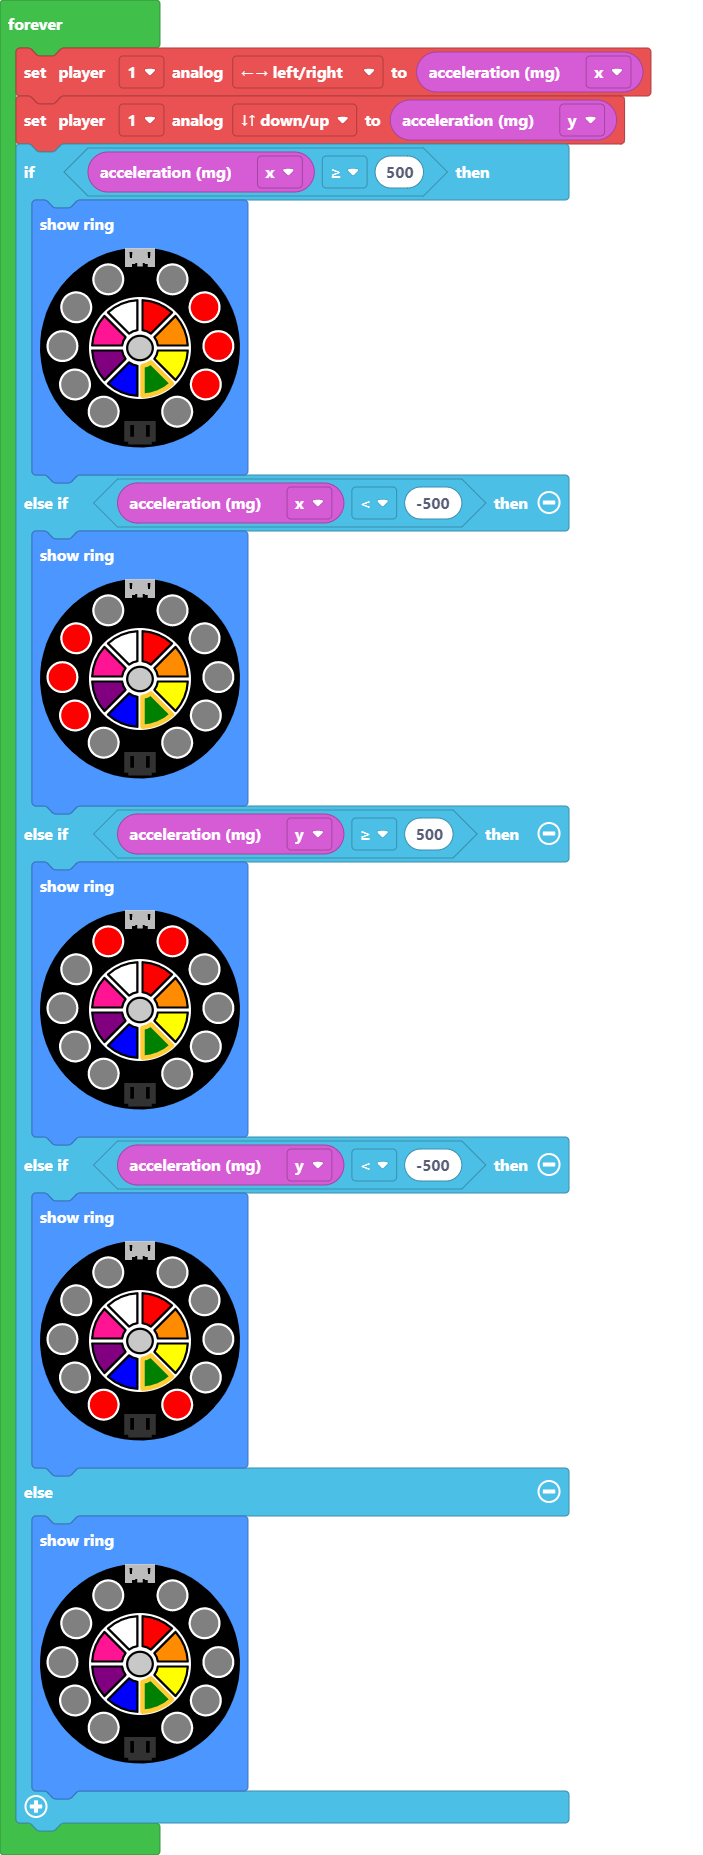 forever
set player 1 analog ←→ left/right to acceleration (mg) x
set player 1 analog ↓↑ down/up to acceleration (mg) y
if acceleration (mg) x ≥ 500 then
show ring
else if acceleration (mg) x < -500 then
show ring
else if acceleration (mg) y ≥ 500 then
show ring
else if acceleration (mg) y < -500 then
show ring
else
show ring